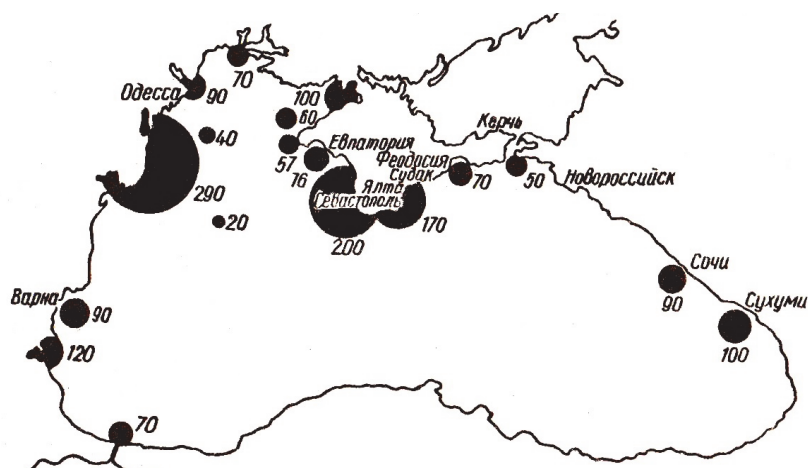 70
Одесса
90
100
60
40
Керчь
Евпатория
57
76
Феодосия
Судак
70
50
Новороссийск
Ялта
Севастополь
290
20
170
200
Сочи
90
Сухуми
100
Варна
90
120
70